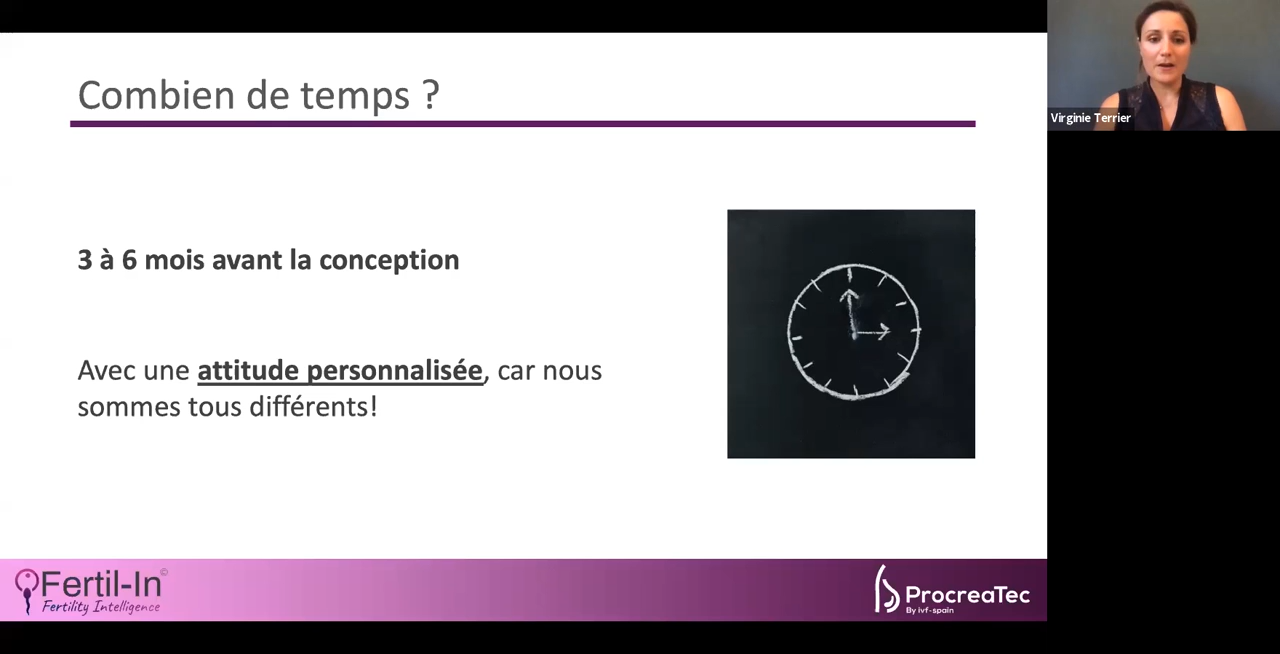 Combien de temps ?
Virginie Terrier
3 à 6 mois avant la conception
Avec une attitude personnalisée, car nous
sommes tous différents!
Fertil-In©
Fertility Intelligence
ProcreaTec
By ivf-spain